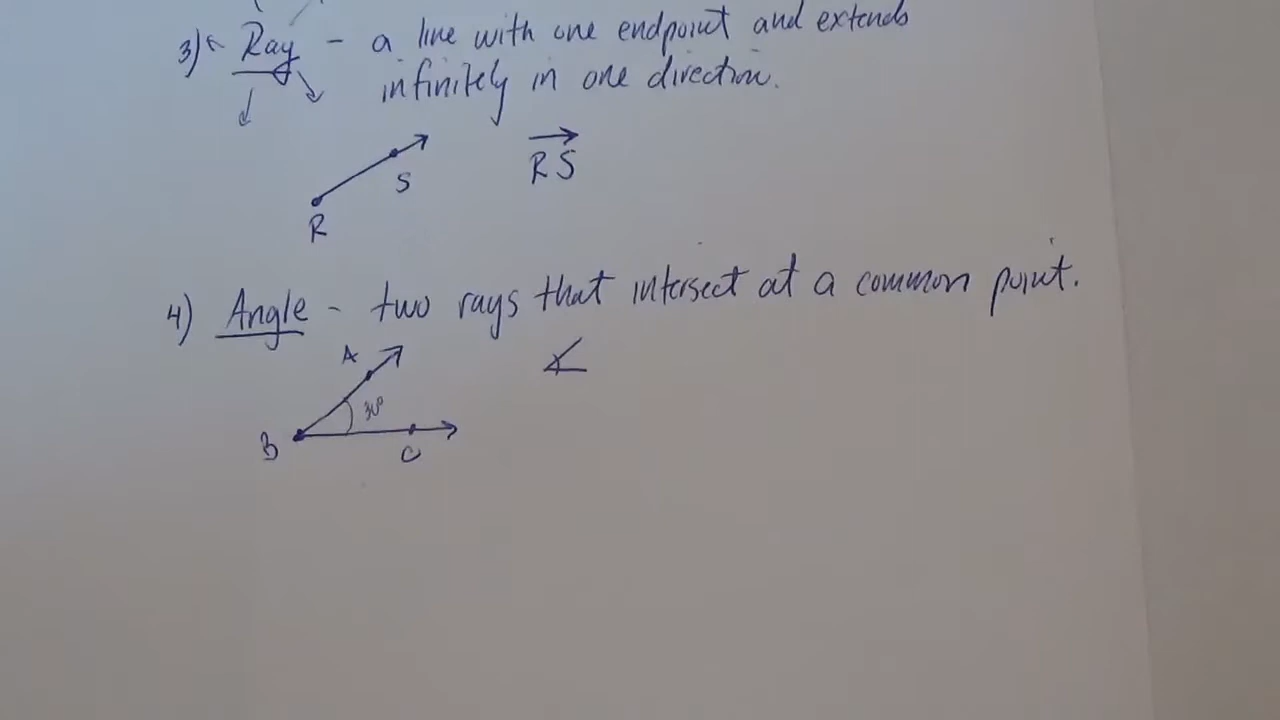 3) Ray - a line with one endpoint and extends
infinitely in one direction.
S
R
RS
4) Angle - two rays that intersect at a common point.
A
∡
30°
B
C